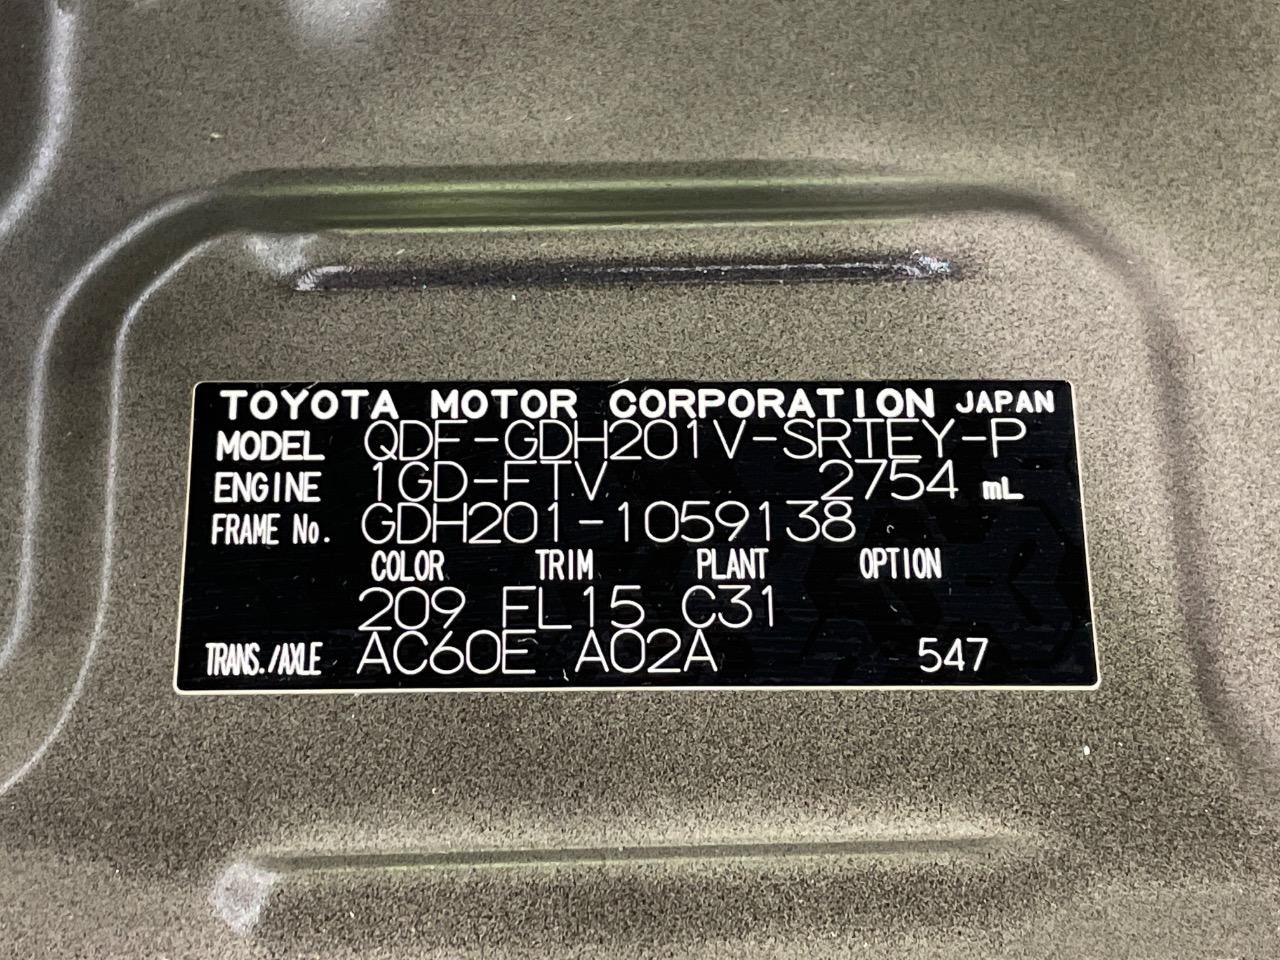 TOYOTA MOTOR CORPORATION JAPAN
MODEL QDF-GDH201V-SRTEY-P
ENGINE 1GD-FTV 2754 mL
FRAME No. GDH201-1059138
COLOR TRIM PLANT OPTION
209 FL15 C31
TRANS./AXLE AC60E A02A 547